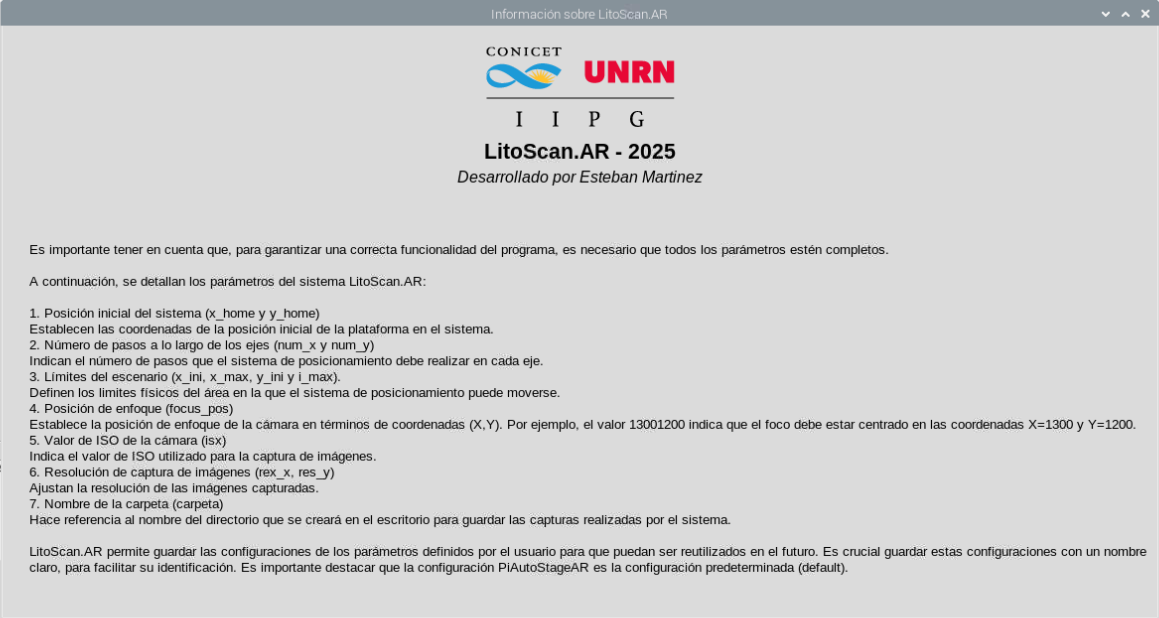 Información sobre LitoScan.AR
CONICET
UNRN
I I P G
LitoScan.AR - 2025
Desarrollado por Esteban Martinez
Es importante tener en cuenta que, para garantizar una correcta funcionalidad del programa, es necesario que todos los parámetros estén completos.
A continuación, se detallan los parámetros del sistema LitoScan.AR:
1. Posición inicial del sistema (x_home y y_home)
Establecen las coordenadas de la posición inicial de la plataforma en el sistema.
2. Número de pasos a lo largo de los ejes (num_x y num_y)
Indican el número de pasos que el sistema de posicionamiento debe realizar en cada eje.
3. Límites del escenario (x_ini, x_max, y_ini y i_max).
Definen los limites físicos del área en la que el sistema de posicionamiento puede moverse.
4. Posición de enfoque (focus_pos)
Establece la posición de enfoque de la cámara en términos de coordenadas (X,Y). Por ejemplo, el valor 13001200 indica que el foco debe estar centrado en las coordenadas X=1300 y Y=1200.
5. Valor de ISO de la cámara (isx)
Indica el valor de ISO utilizado para la captura de imágenes.
6. Resolución de captura de imágenes (rex_x, res_y)
Ajustan la resolución de las imágenes capturadas.
7. Nombre de la carpeta (carpeta)
Hace referencia al nombre del directorio que se creará en el escritorio para guardar las capturas realizadas por el sistema.
LitoScan.AR permite guardar las configuraciones de los parámetros definidos por el usuario para que puedan ser reutilizados en el futuro. Es crucial guardar estas configuraciones con un nombre
claro, para facilitar su identificación. Es importante destacar que la configuración PiAutoStageAR es la configuración predeterminada (default).